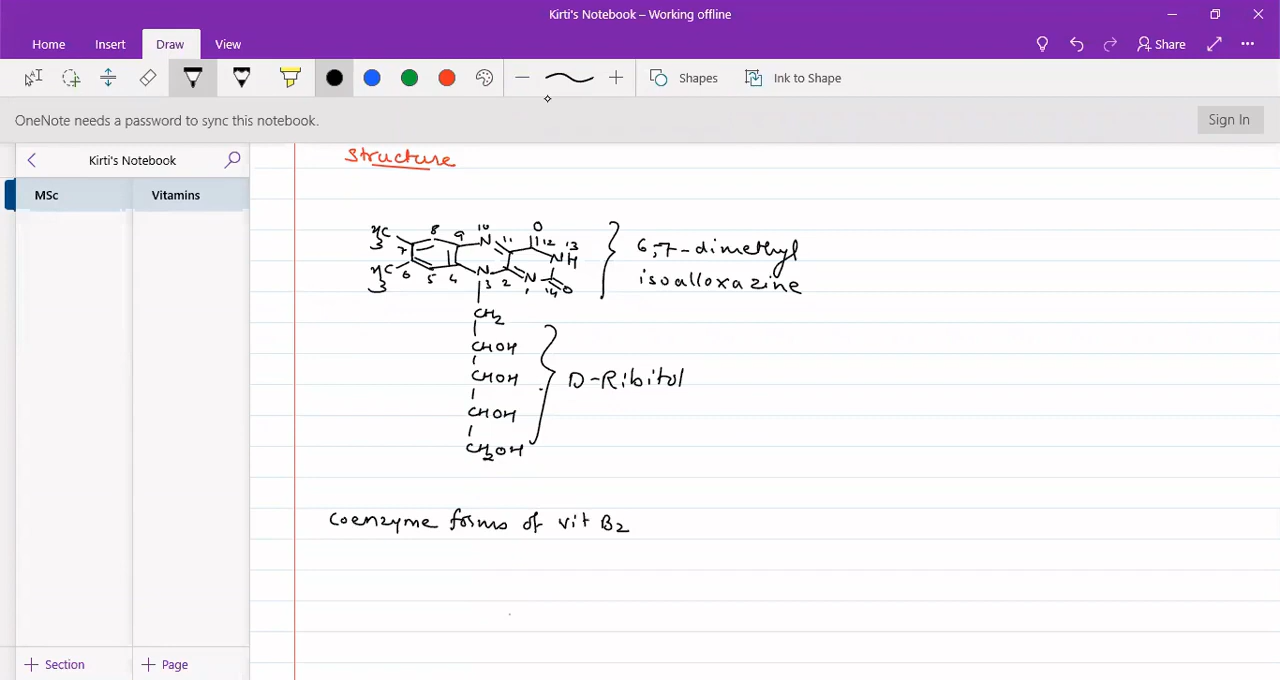 Kirti's Notebook – Working offline
Home Insert Draw View Share
Shapes Ink to Shape
OneNote needs a password to sync this notebook. Sign In
Kirti's Notebook
MSc Vitamins
Structure
O
H3C 8 9 10 N 11 12 13
7 NH
H3C 6 5 4 N 3 2 N 1 14 O
6,7-dimethyl
isoalloxazine
CH2
CHOH
CHOH
D-Ribitol
CHOH
CH2OH
Coenzyme forms of vit B2
Section Page